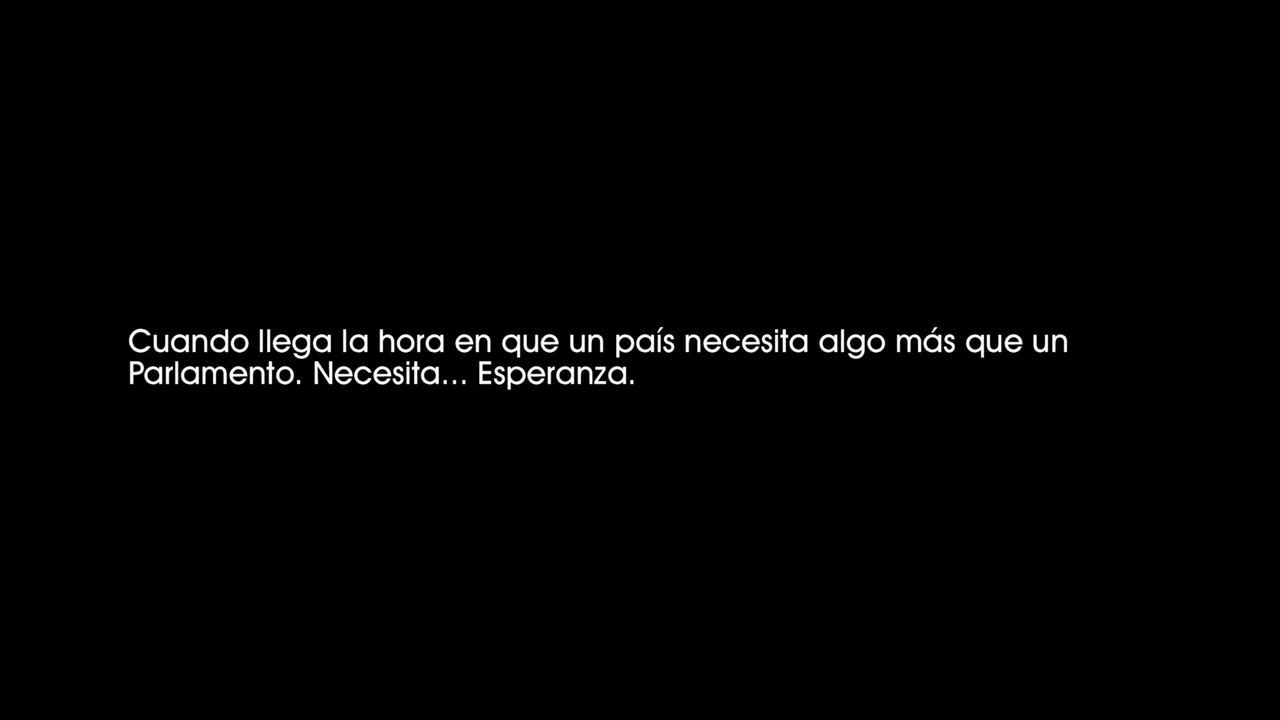 Cuando llega la hora en que un país necesita algo más que un
Parlamento. Necesita... Esperanza.